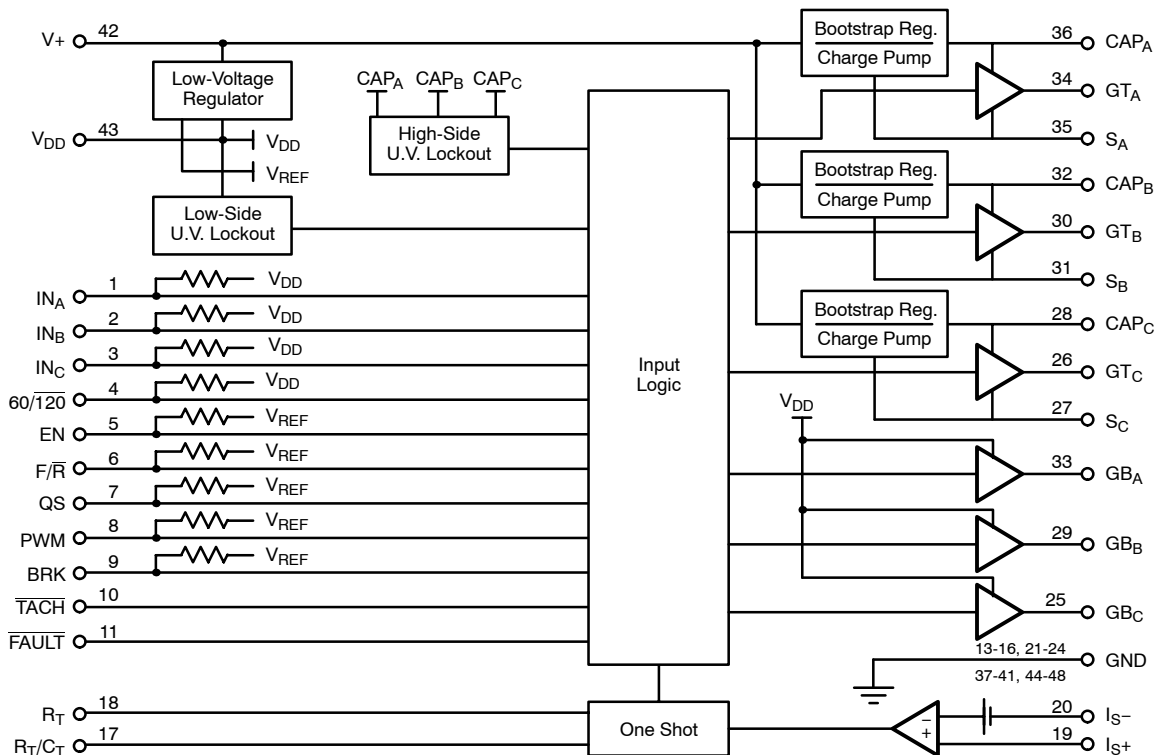 V+ 42
Low-Voltage
Regulator
V_DD 43
V_DD
V_REF
Low-Side
U.V. Lockout
CAP_A CAP_B CAP_C
High-Side
U.V. Lockout
IN_A 1 V_DD
IN_B 2 V_DD
IN_C 3 V_DD
60/1̅2̅0̅ 4 V_DD
EN 5 V_REF
F/R̅ 6 V_REF
QS 7 V_REF
PWM 8 V_REF
BRK 9 V_REF
T̅A̅C̅H̅ 10
F̅A̅U̅L̅T̅ 11
R_T 18
R_T/C_T 17
Input
Logic
One Shot
Bootstrap Reg.
Charge Pump
36 CAP_A
34 GT_A
35 S_A
Bootstrap Reg.
Charge Pump
32 CAP_B
30 GT_B
31 S_B
Bootstrap Reg.
Charge Pump
28 CAP_C
26 GT_C
27 S_C
V_DD
33 GB_A
29 GB_B
25 GB_C
13-16, 21-24
GND
37-41, 44-48
− 20 I_S−
+ 19 I_S+